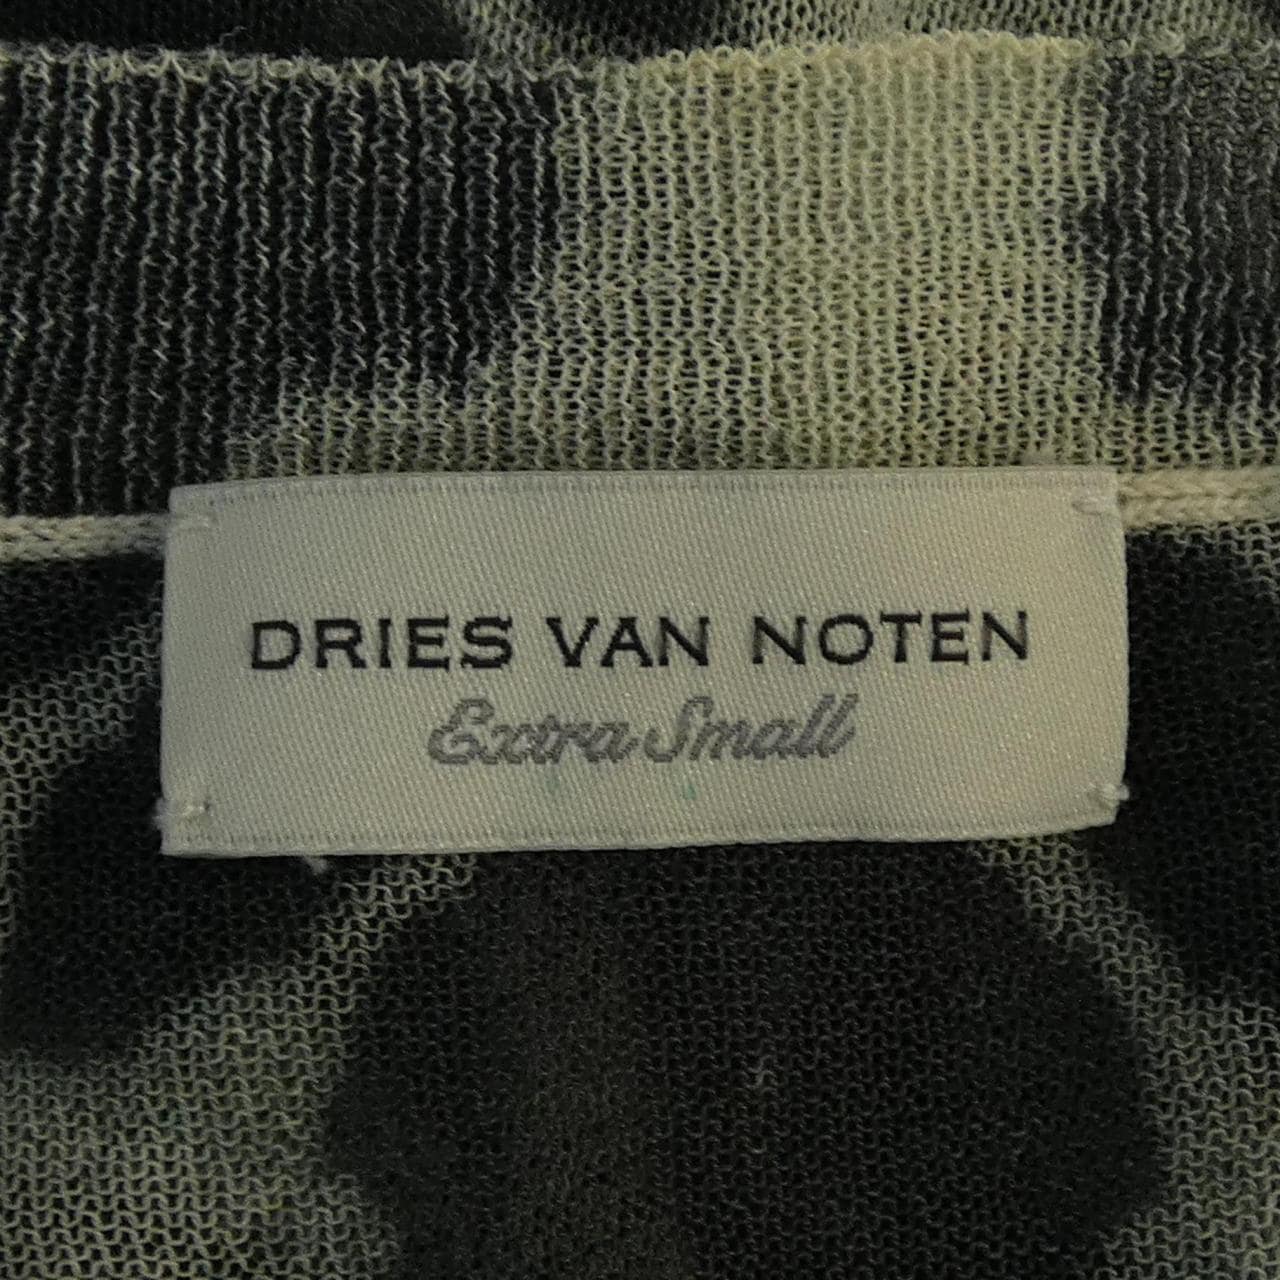 DRIES VAN NOTEN
Extra Small